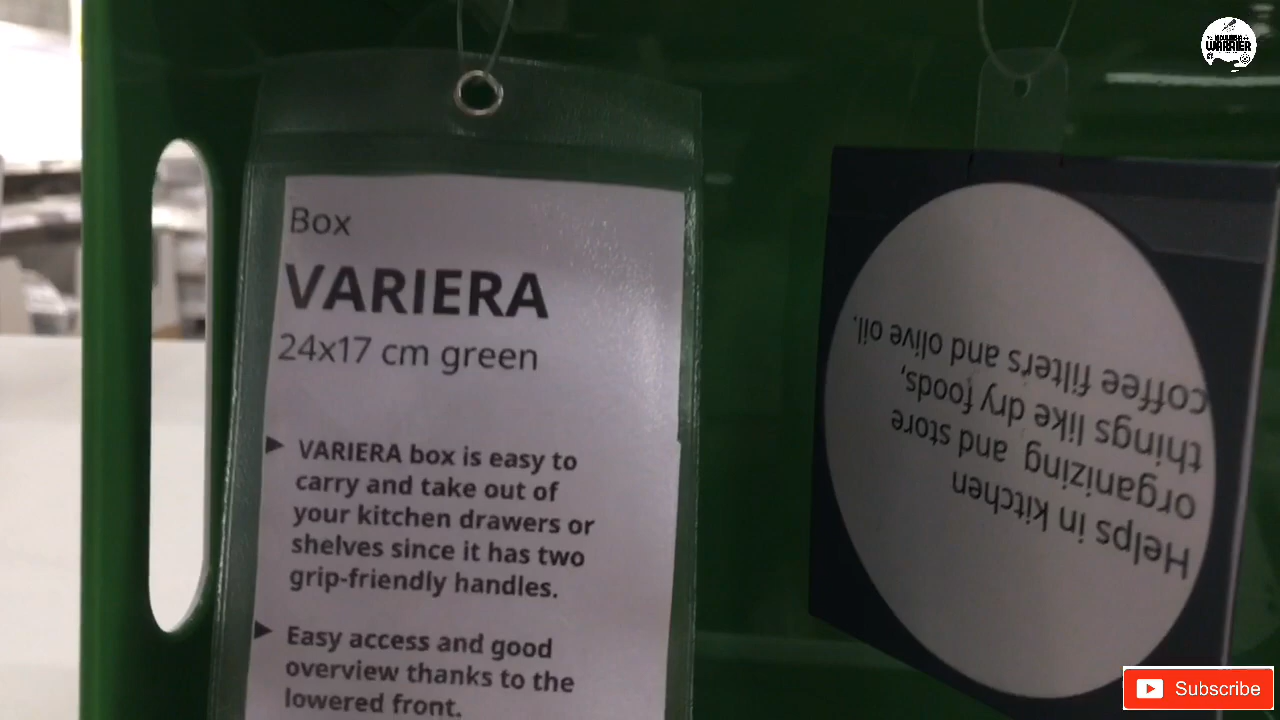 Box
VARIERA
24x17 cm green
VARIERA box is easy to
carry and take out of
your kitchen drawers or
shelves since it has two
grip-friendly handles.
Easy access and good
overview thanks to the
lowered front.
Helps in kitchen
organizing and store
things like dry foods,
coffee filters and olive oil.
WARRIER
Subscribe